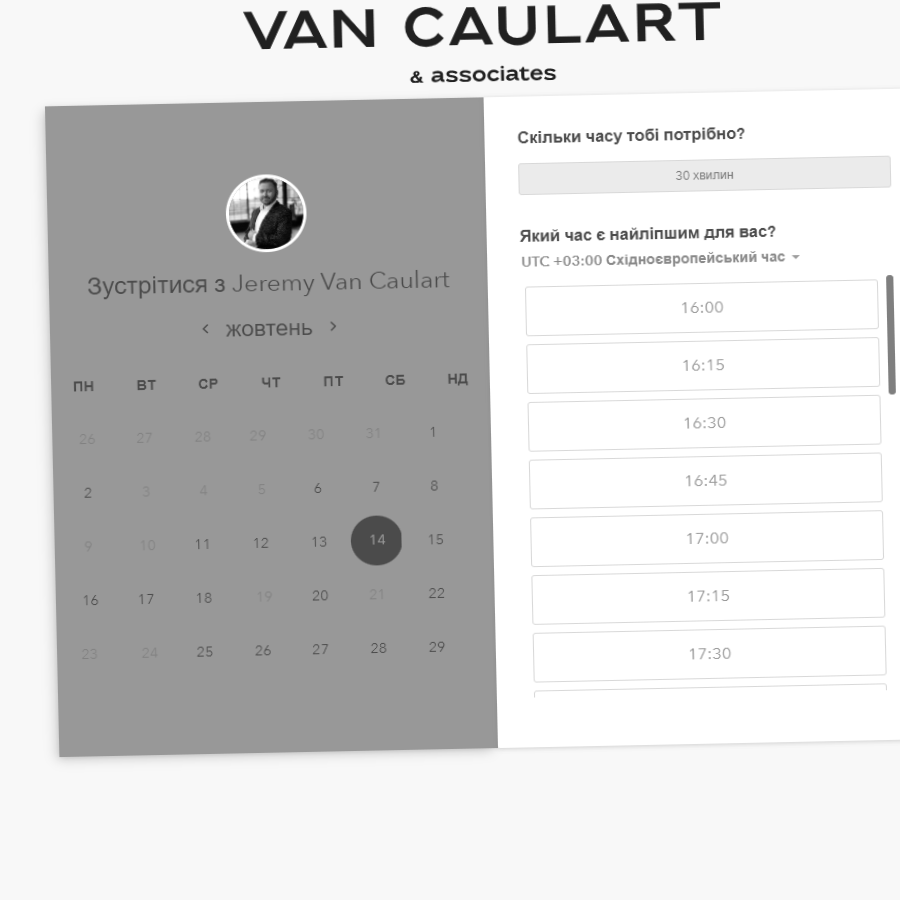 VAN CAULART
& associates
Зустрітися з Jeremy Van Caulart
жовтень
ПН ВТ СР ЧТ ПТ СБ НД
26 27 28 29 30 31 1
2 3 4 5 6 7 8
9 10 11 12 13 14 15
16 17 18 19 20 21 22
23 24 25 26 27 28 29
Скільки часу тобі потрібно?
30 хвилин
Який час є найліпшим для вас?
UTC +03:00 Східноєвропейський час
16:00
16:15
16:30
16:45
17:00
17:15
17:30